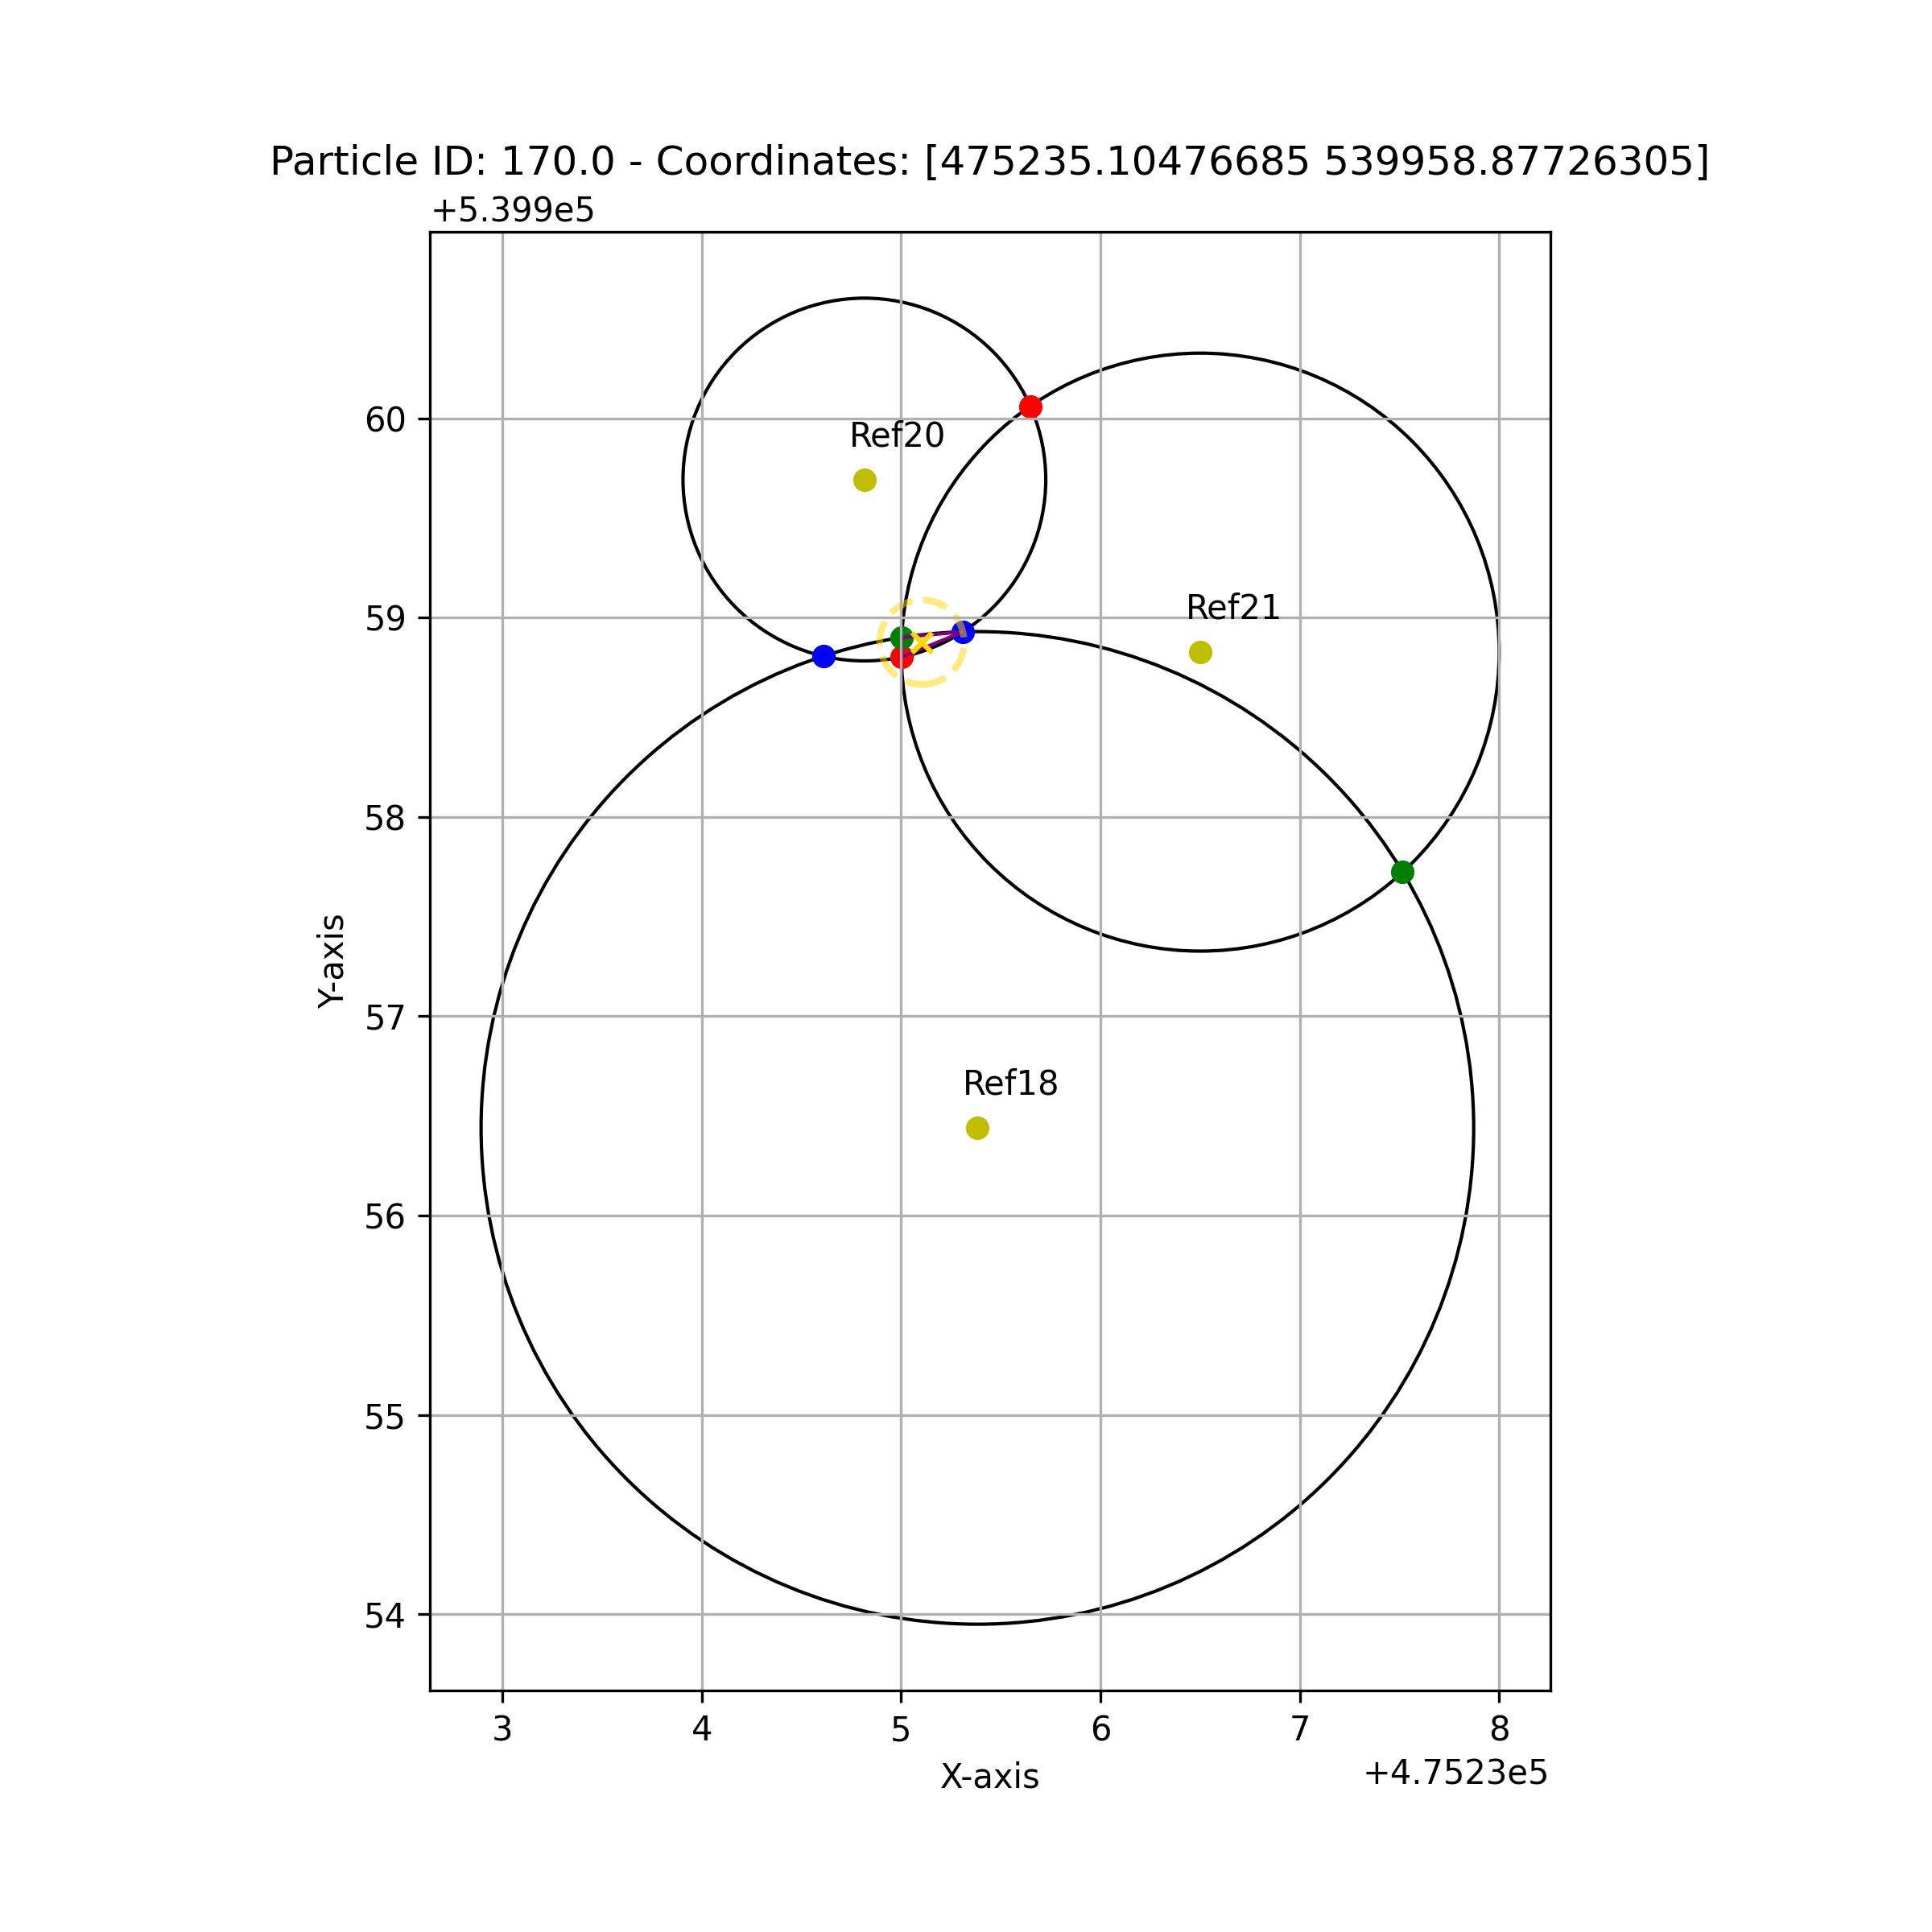 Particle ID: 170.0 - Coordinates: [475235.10476685 539958.87726305]
+5.399e5
60
Ref20
59
Ref21
58
Y-axis
57
Ref18
56
55
54
3 4 5 6 7 8
X-axis
+4.7523e5